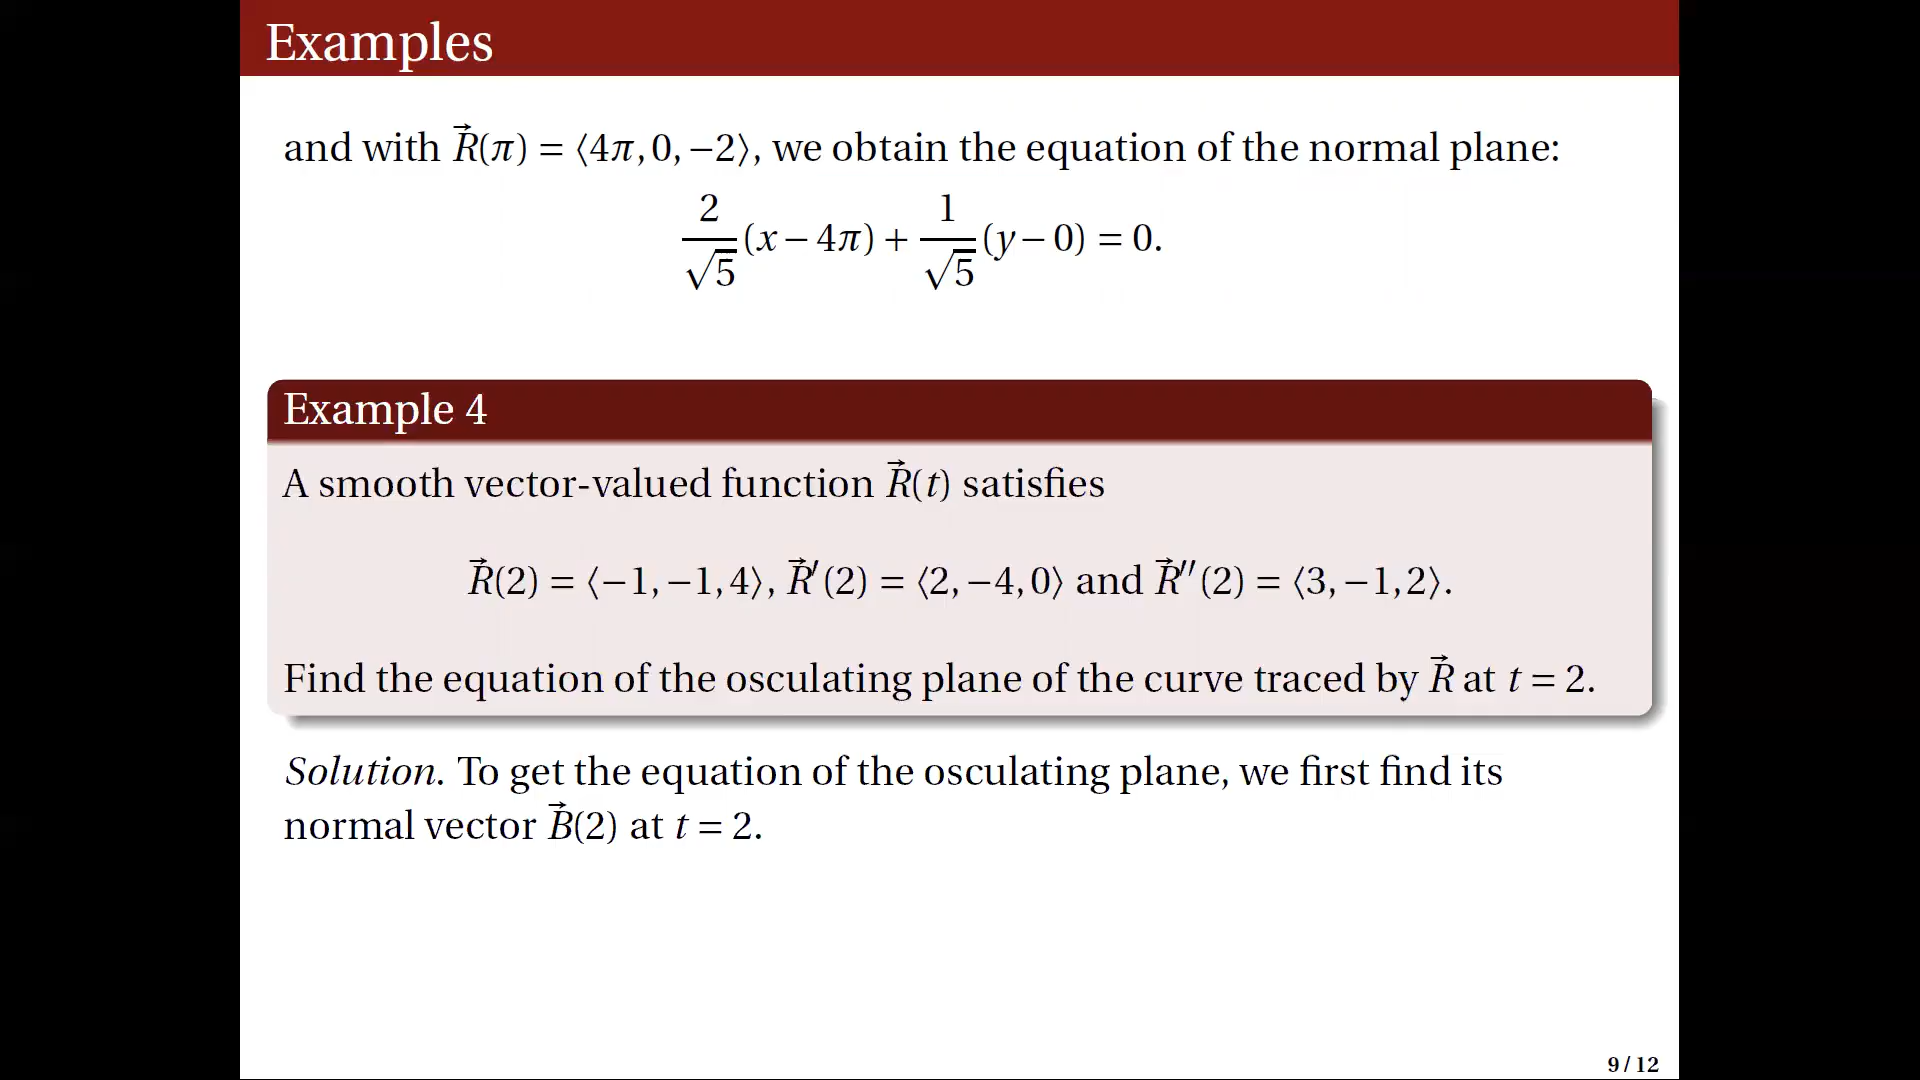 Examples
and with R⃗(π) = ⟨4π, 0, −2⟩, we obtain the equation of the normal plane:
2/√5 (x − 4π) + 1/√5 (y − 0) = 0.
Example 4
A smooth vector-valued function R⃗(t) satisfies
R⃗(2) = ⟨−1, −1, 4⟩, R⃗′(2) = ⟨2, −4, 0⟩ and R⃗″(2) = ⟨3, −1, 2⟩.
Find the equation of the osculating plane of the curve traced by R⃗ at t = 2.
Solution. To get the equation of the osculating plane, we first find its
normal vector B⃗(2) at t = 2.
9 / 12